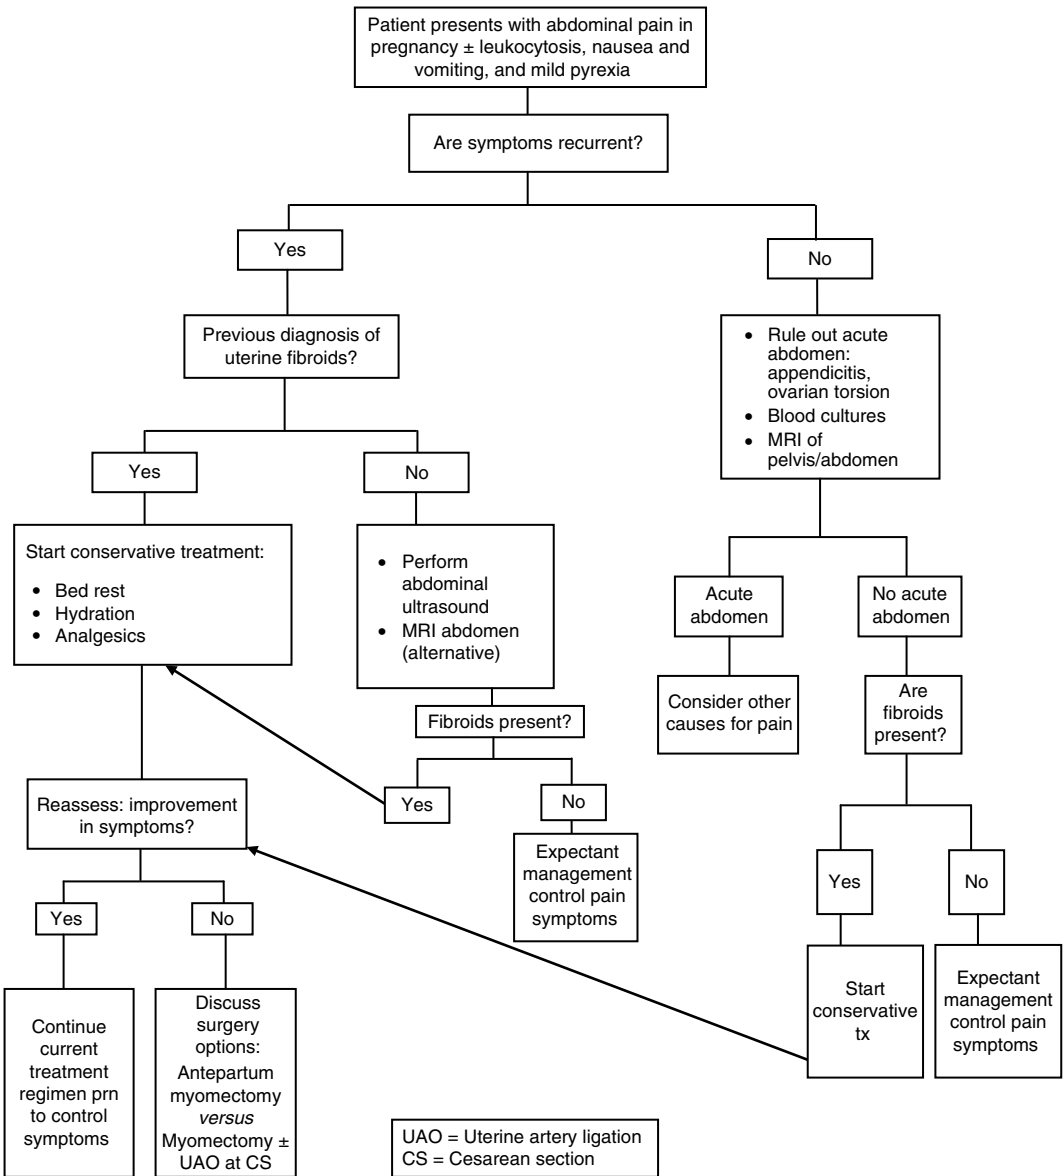 Patient presents with abdominal pain in
pregnancy ± leukocytosis, nausea and
vomiting, and mild pyrexia
Are symptoms recurrent?
Yes
No
Previous diagnosis of
uterine fibroids?
• Rule out acute
abdomen:
appendicitis,
ovarian torsion
• Blood cultures
• MRI of
pelvis/abdomen
Yes
No
Start conservative treatment:
• Bed rest
• Hydration
• Analgesics
• Perform
abdominal
ultrasound
• MRI abdomen
(alternative)
Acute
abdomen
No acute
abdomen
Consider other
causes for pain
Are
fibroids
present?
Fibroids present?
Yes
No
Reassess: improvement
in symptoms?
Expectant
management
control pain
symptoms
Yes
No
Yes
No
Continue
current
treatment
regimen prn
to control
symptoms
Discuss
surgery
options:
Antepartum
myomectomy
versus
Myomectomy ±
UAO at CS
Start
conservative
tx
Expectant
management
control pain
symptoms
UAO = Uterine artery ligation
CS = Cesarean section